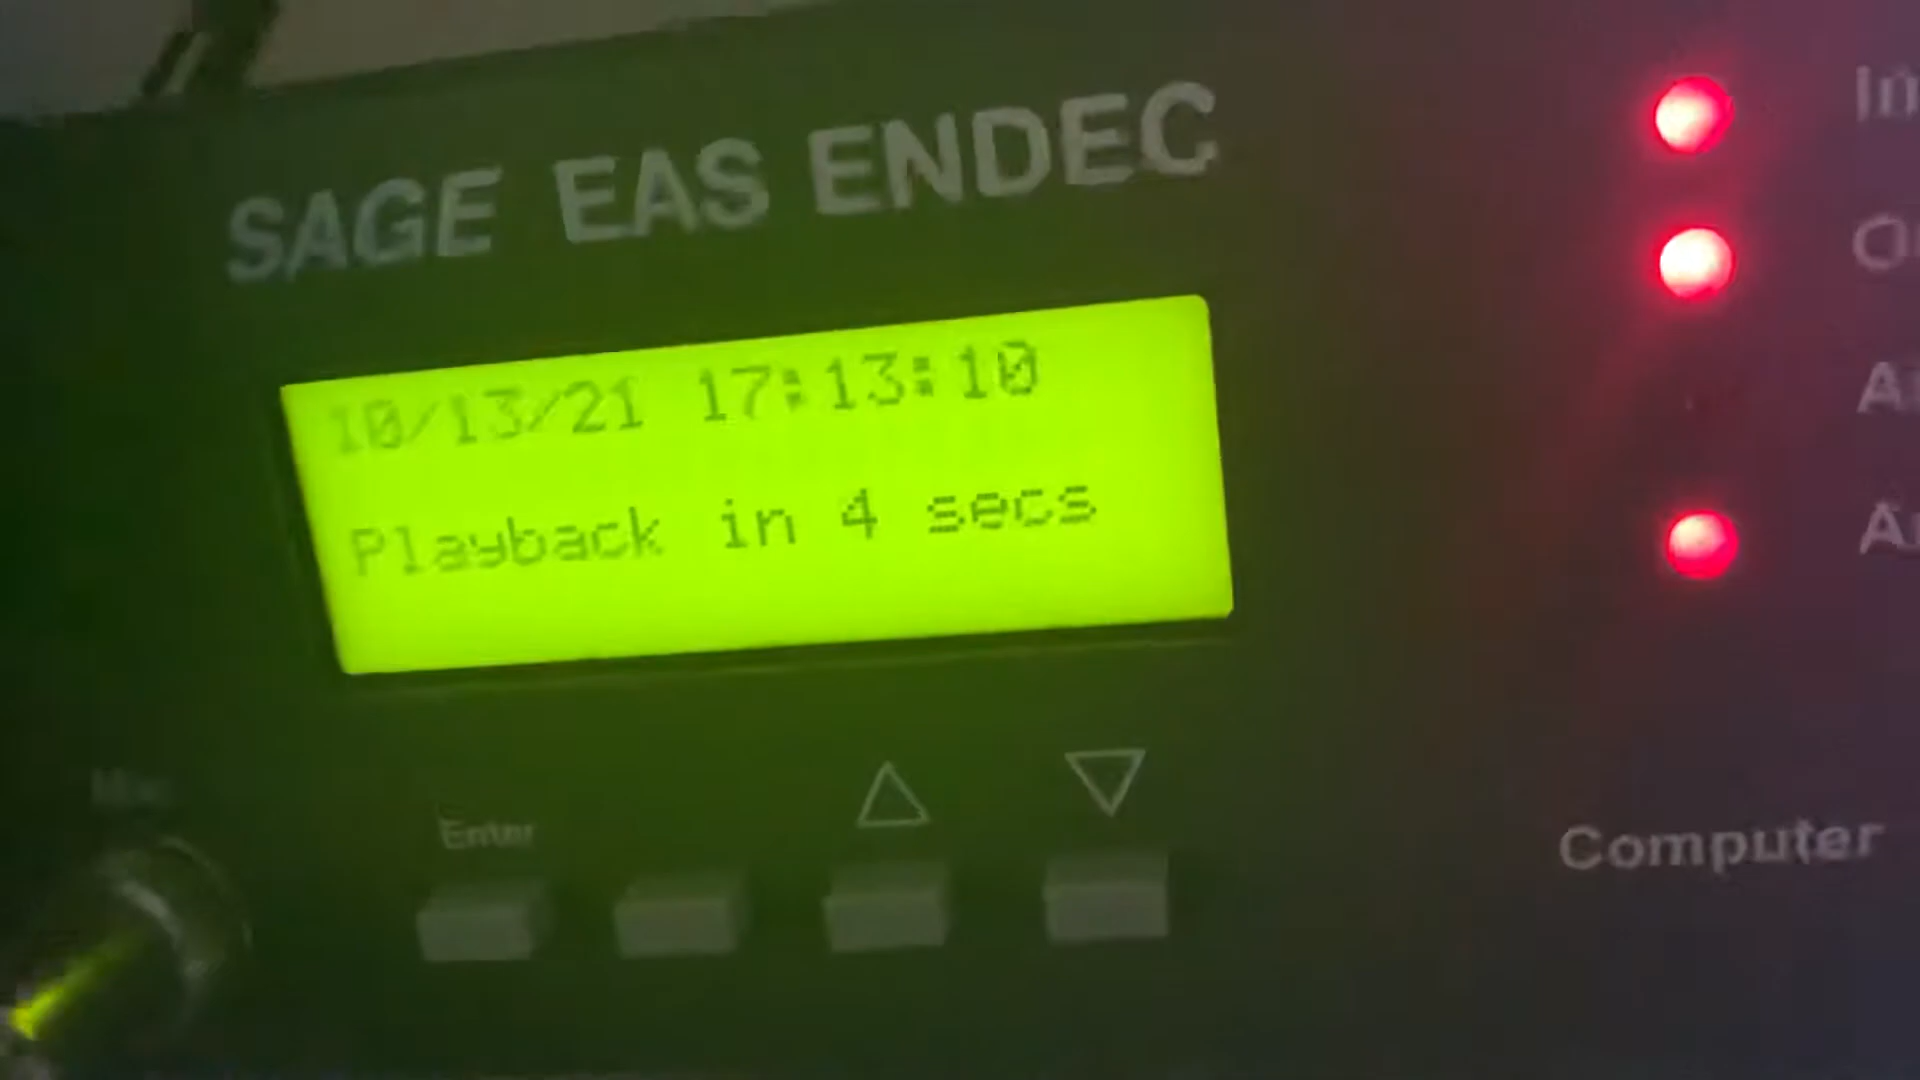 SAGE EAS ENDEC
10/13/21 17:13:10
Playback in 4 secs
Enter
Computer